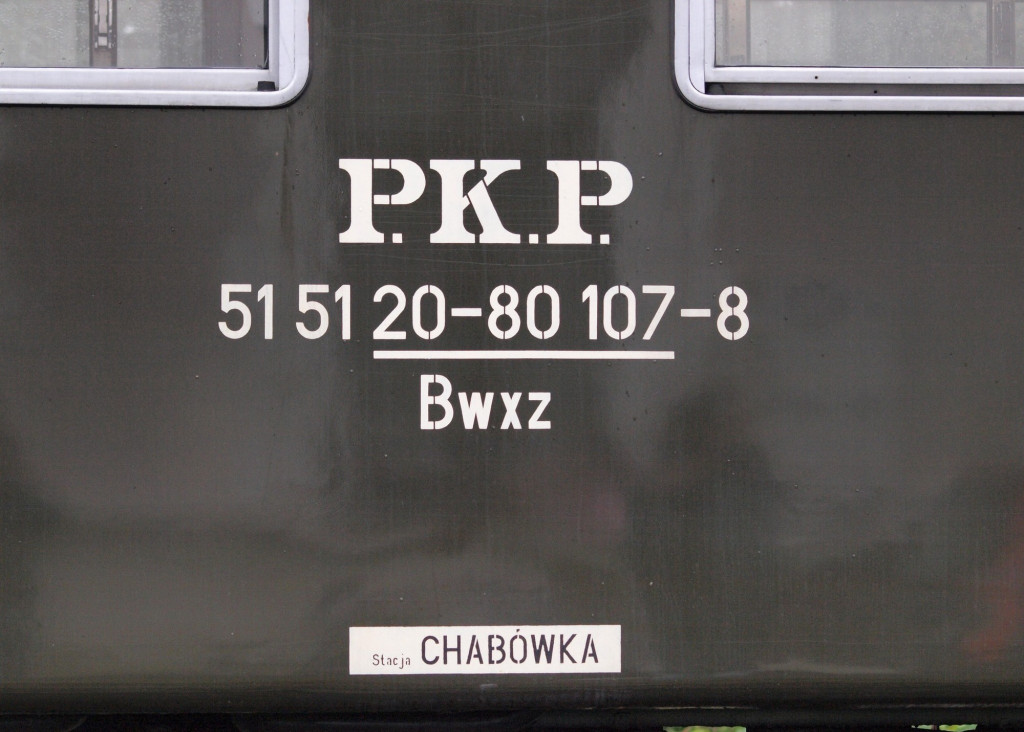 P.K.P.
51 51 20-80 107-8
Bwxz
Stacja CHABÓWKA